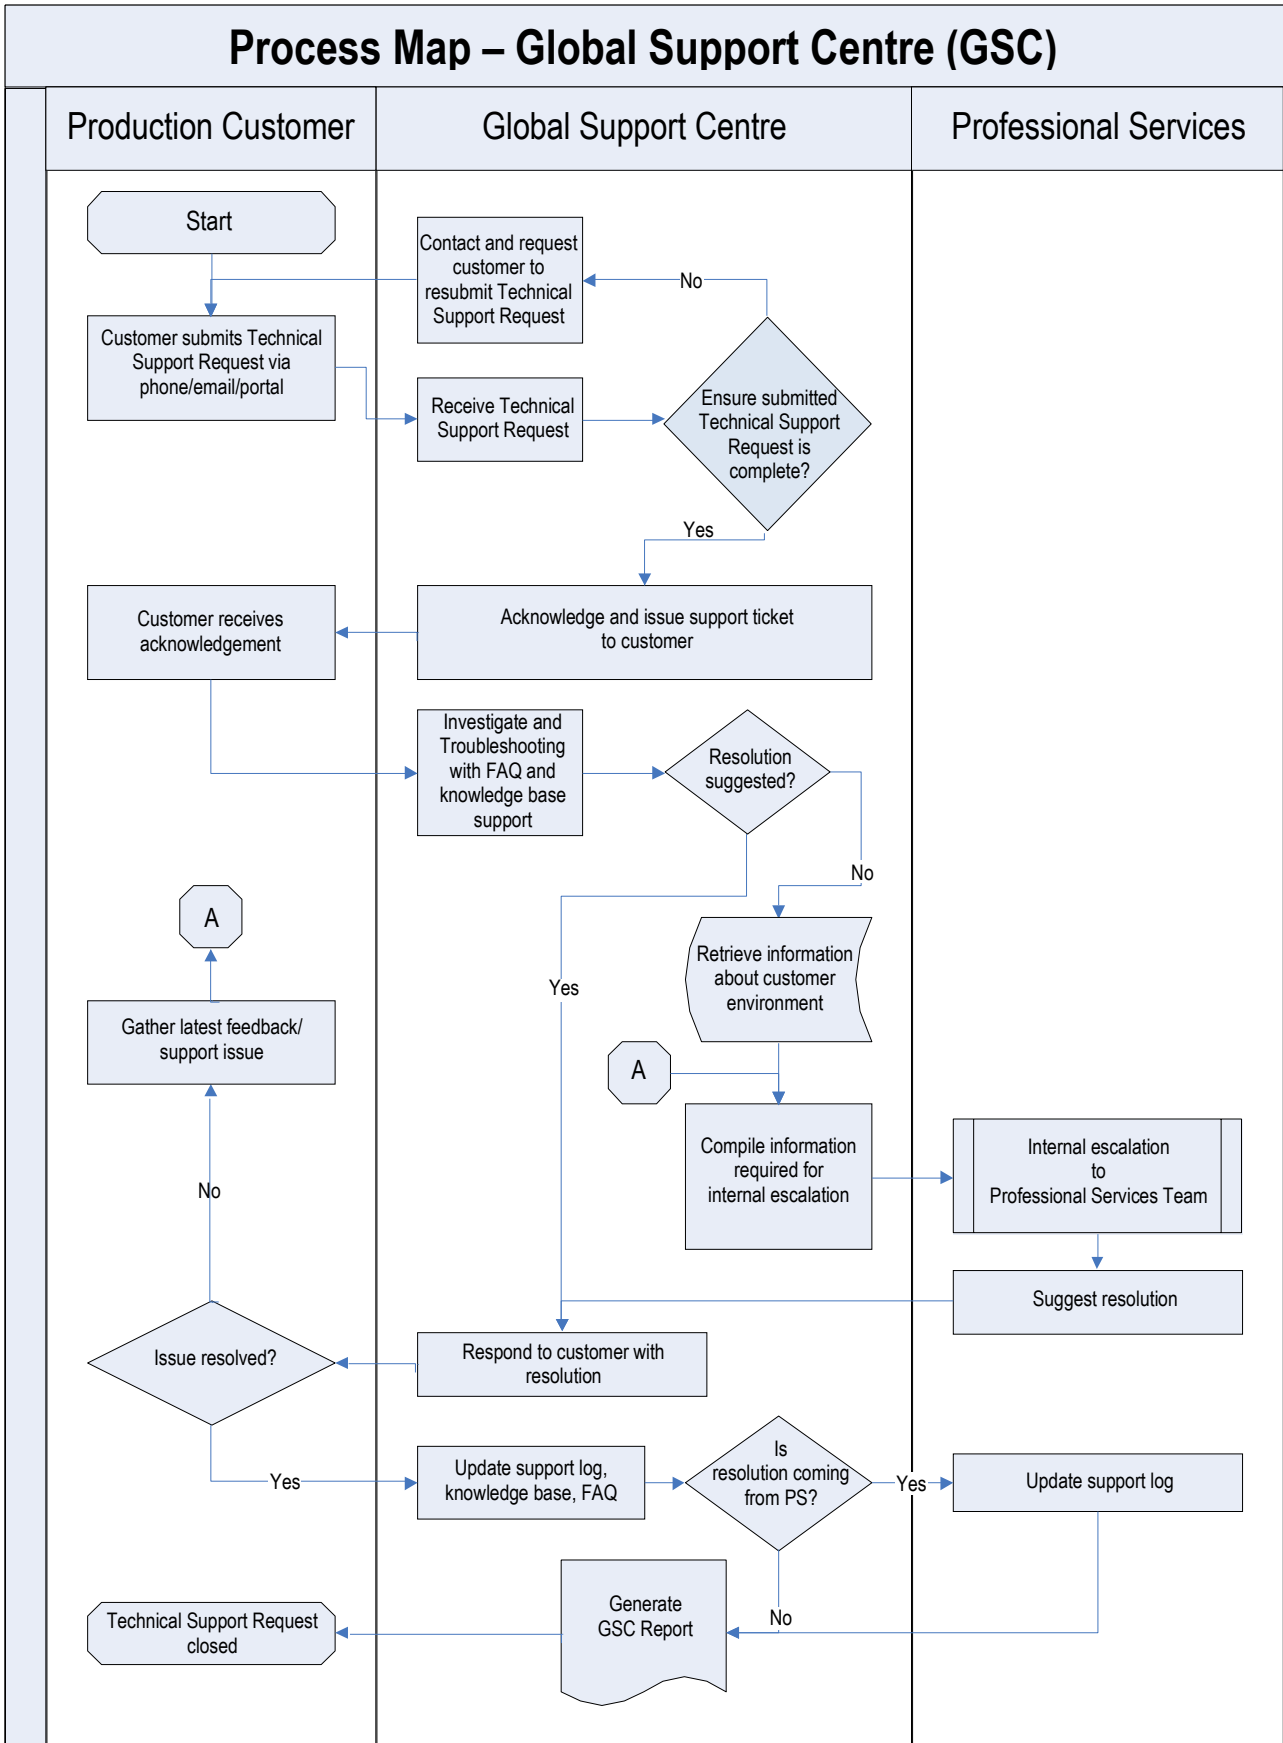 Process Map – Global Support Centre (GSC)
Production Customer
Global Support Centre
Professional Services
Start
Contact and request
customer to
resubmit Technical
Support Request
No
Customer submits Technical
Support Request via
phone/email/portal
Receive Technical
Support Request
Ensure submitted
Technical Support
Request is
complete?
Yes
Customer receives
acknowledgement
Acknowledge and issue support ticket
to customer
Investigate and
Troubleshooting
with FAQ and
knowledge base
support
Resolution
suggested?
No
A
Retrieve information
about customer
environment
Yes
Gather latest feedback/
support issue
A
Compile information
required for
internal escalation
Internal escalation
to
Professional Services Team
No
Suggest resolution
Issue resolved?
Respond to customer with
resolution
Yes
Update support log,
knowledge base, FAQ
Is
resolution coming
from PS?
Yes
Update support log
Generate
GSC Report
No
Technical Support Request
closed